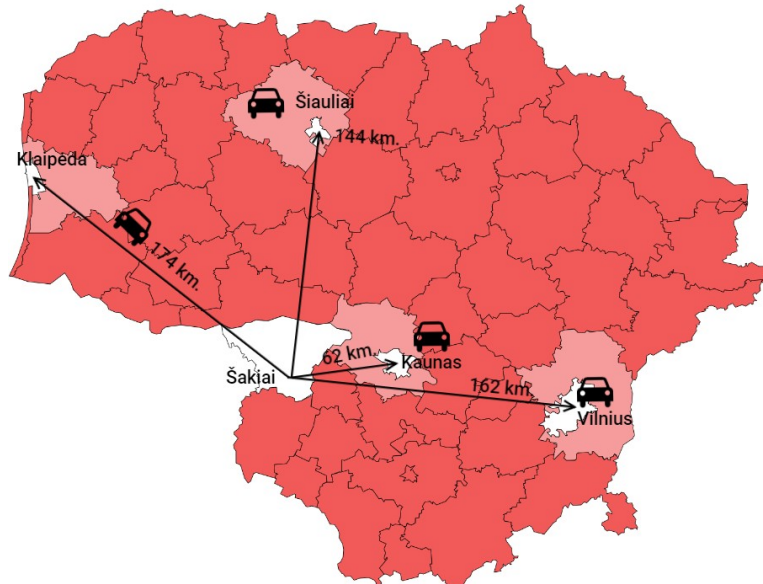 Šiauliai
144 km.
Klaipėda
174 km.
62 km.
Kaunas
Šakiai
162 km.
Vilnius